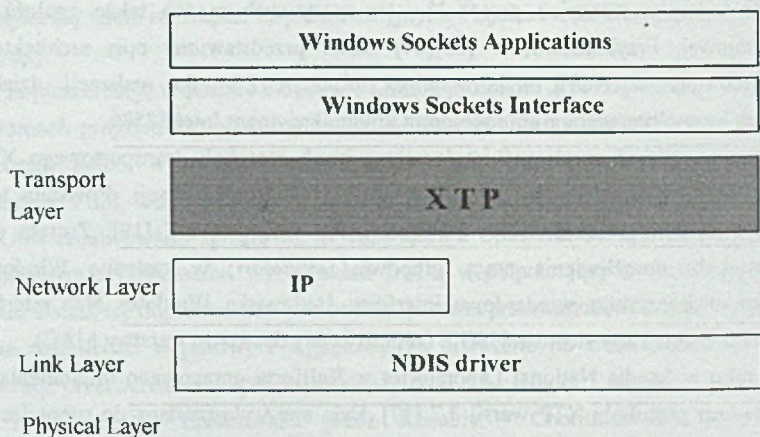 Windows Sockets Applications
Windows Sockets Interface
Transport
Layer
XTP
Network Layer
IP
Link Layer
NDIS driver
Physical Layer